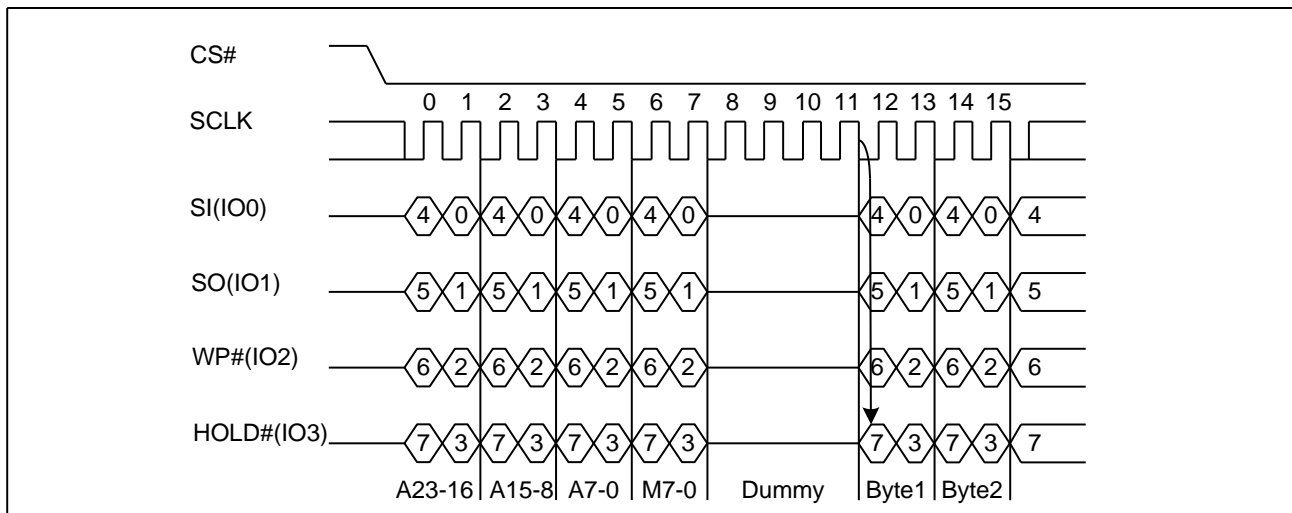 CS#
0 1 2 3 4 5 6 7 8 9 10 11 12 13 14 15
SCLK
SI(IO0) 4 0 4 0 4 0 4 0 4 0 4 0 4
SO(IO1) 5 1 5 1 5 1 5 1 5 1 5 1 5
WP#(IO2) 6 2 6 2 6 2 6 2 6 2 6 2 6
HOLD#(IO3) 7 3 7 3 7 3 7 3 7 3 7 3 7
A23-16 A15-8 A7-0 M7-0 Dummy Byte1 Byte2